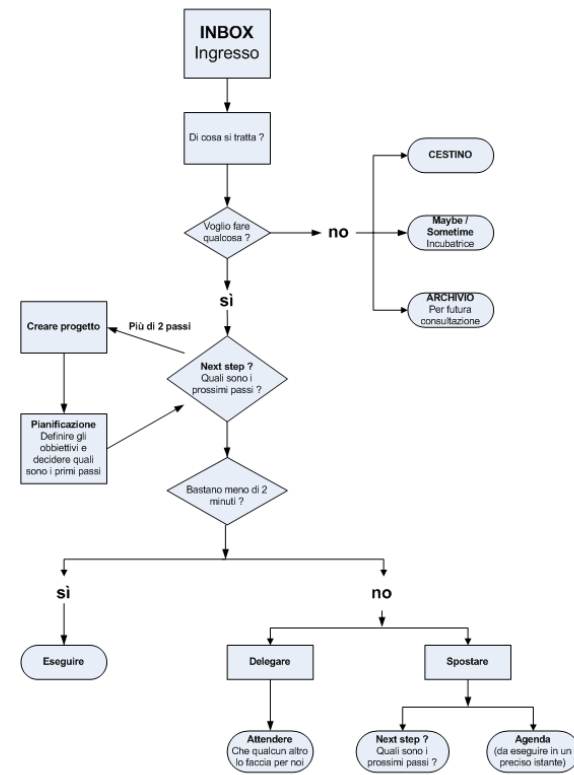 INBOX
Ingresso
Di cosa si tratta ?
CESTINO
Voglio fare
qualcosa ?
no
Maybe /
Sometime
Incubatrice
sì
ARCHIVIO
Per futura
consultazione
Creare progetto
Più di 2 passi
Next step ?
Quali sono i
prossimi passi ?
Pianificazione
Definire gli
obbiettivi e
decidere quali
sono i primi passi
Bastano meno di 2
minuti ?
sì
no
Eseguire
Delegare
Spostare
Attendere
Che qualcun altro
lo faccia per noi
Next step ?
Quali sono i
prossimi passi ?
Agenda
(da eseguire in un
preciso istante)